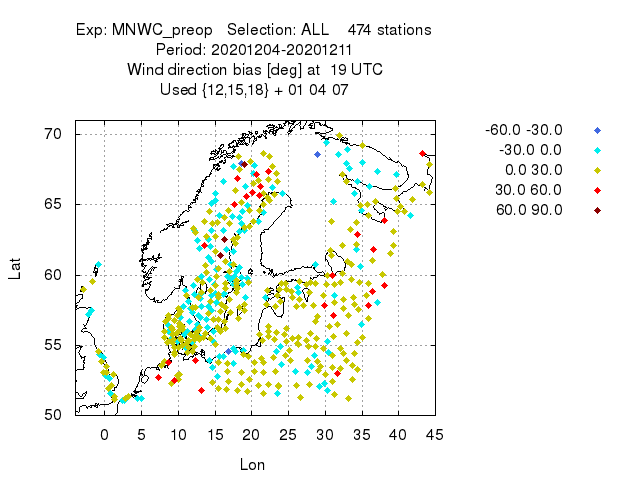 Exp: MNWC_preop   Selection: ALL    474 stations
Period: 20201204-20201211
Wind direction bias [deg] at  19 UTC
Used {12,15,18} + 01 04 07
-60.0 -30.0
-30.0 0.0
0.0 30.0
30.0 60.0
60.0 90.0
Lat
70
65
60
55
50
0 5 10 15 20 25 30 35 40 45
Lon